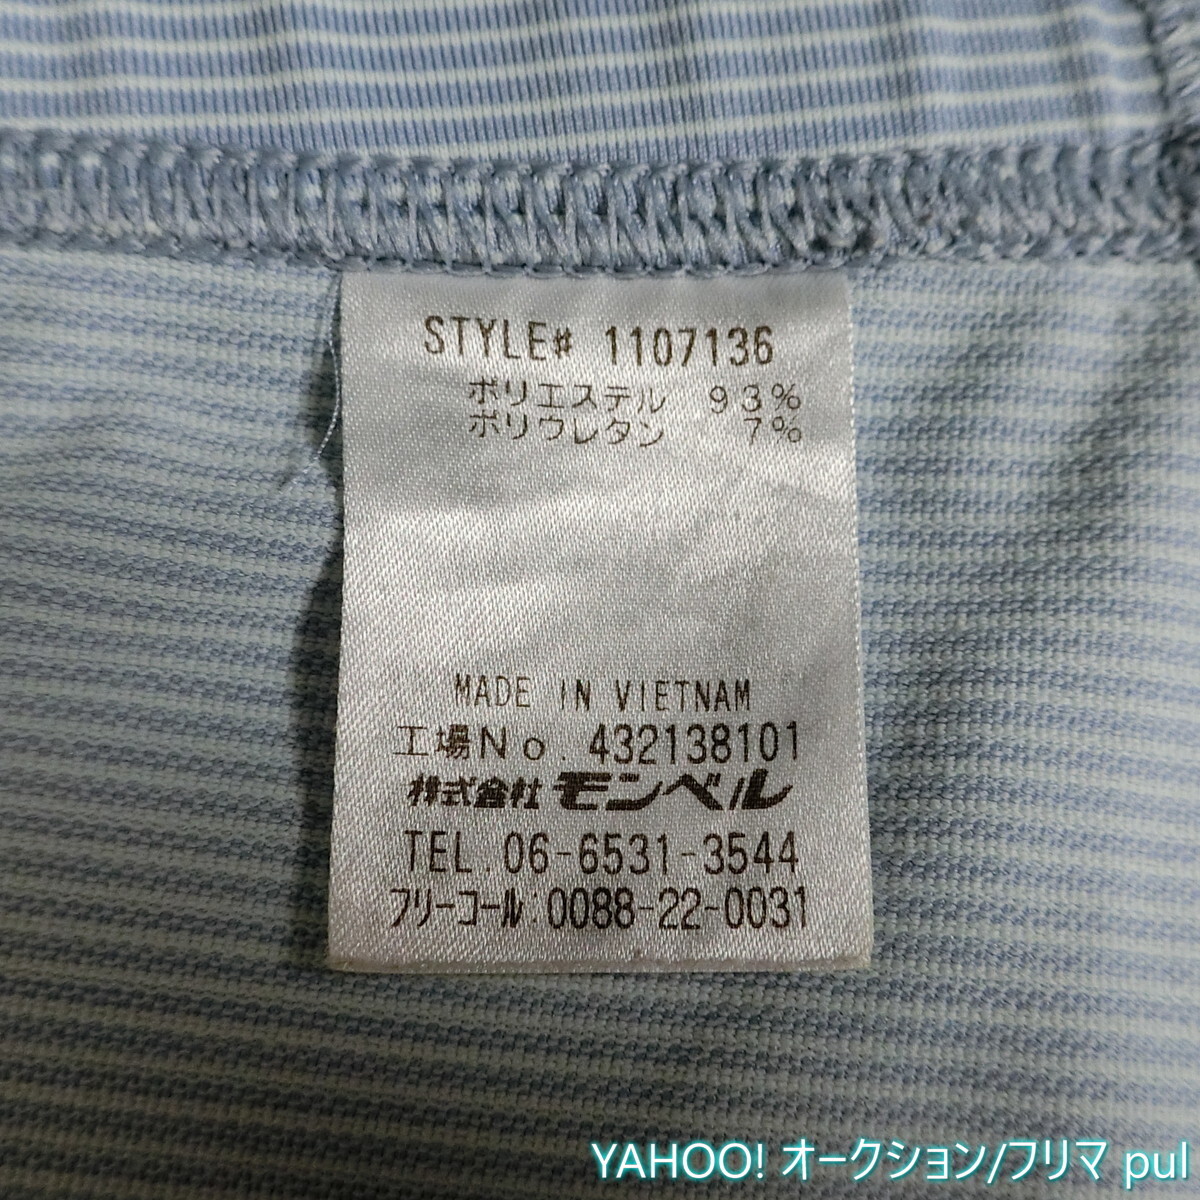 STYLE# 1107136
ポリエステル 93%
ポリウレタン 7%
MADE IN VIETNAM
工場No. 432138101
株式会社 モンベル
TEL.06-6531-3544
フリーコール:0088-22-0031
YAHOO! オークション/フリマ pul